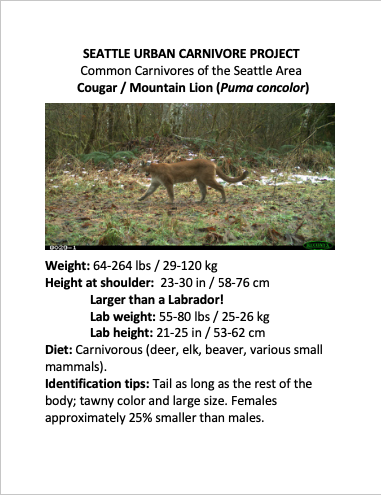 SEATTLE URBAN CARNIVORE PROJECT
Common Carnivores of the Seattle Area
Cougar / Mountain Lion (Puma concolor)
Weight: 64-264 lbs / 29-120 kg
Height at shoulder: 23-30 in / 58-76 cm
Larger than a Labrador!
Lab weight: 55-80 lbs / 25-26 kg
Lab height: 21-25 in / 53-62 cm
Diet: Carnivorous (deer, elk, beaver, various small
mammals).
Identification tips: Tail as long as the rest of the
body; tawny color and large size. Females
approximately 25% smaller than males.